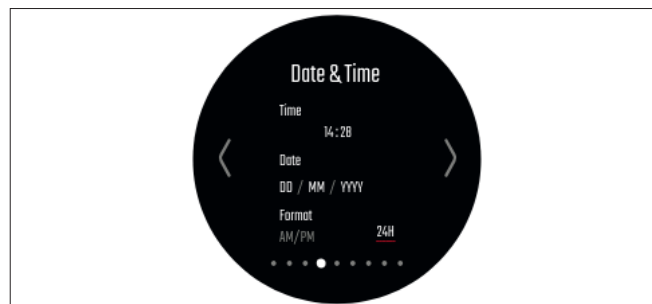 Date & Time
Time
14:28
Date
DD / MM / YYYY
Format
AM/PM 24H